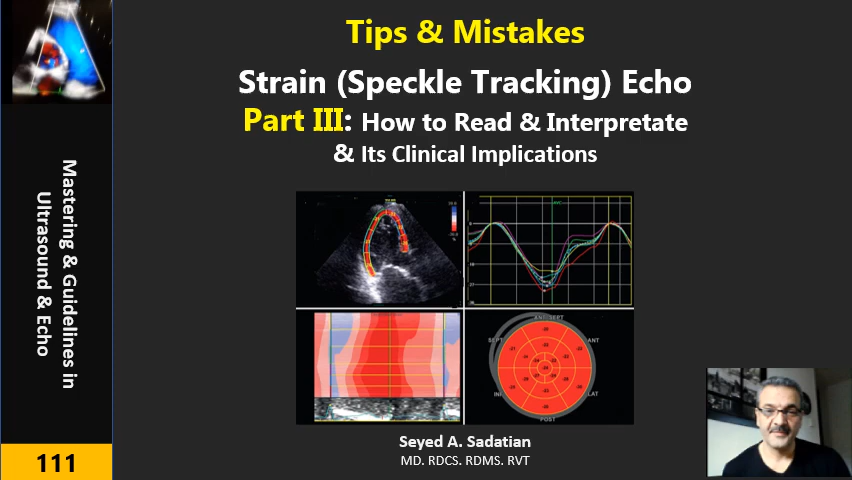 Tips & Mistakes
Strain (Speckle Tracking) Echo
Part III: How to Read & Interpretate
& Its Clinical Implications
Mastering & Guidelines in
Ultrasound & Echo
AVC
ANT SEPT
SEPT
ANT
LAT
POST
Seyed A. Sadatian
MD. RDCS. RDMS. RVT
111